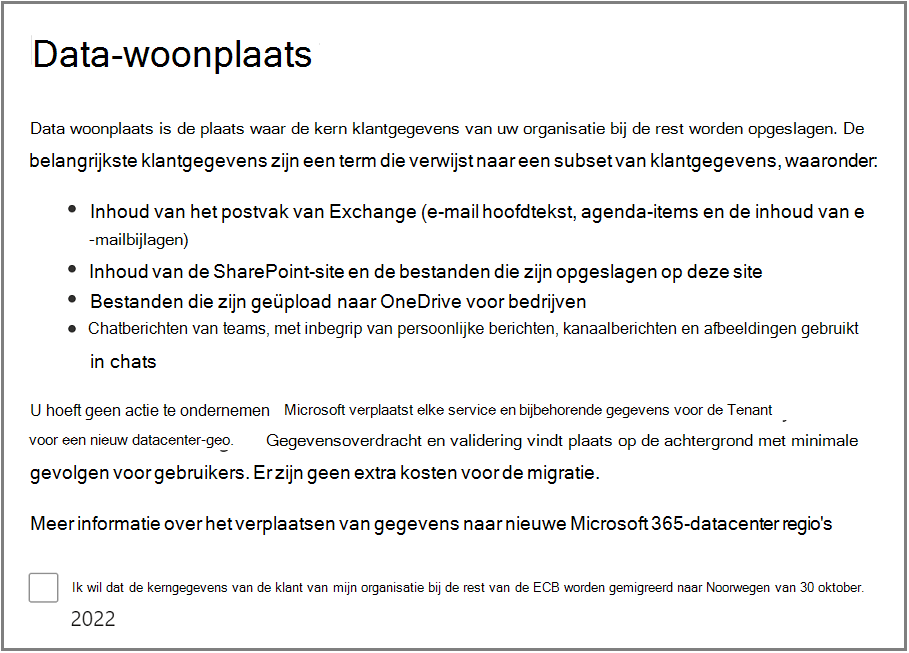 Data-woonplaats
Data woonplaats is de plaats waar de kern klantgegevens van uw organisatie bij de rest worden opgeslagen. De
belangrijkste klantgegevens zijn een term die verwijst naar een subset van klantgegevens, waaronder:
• Inhoud van het postvak van Exchange (e-mail hoofdtekst, agenda-items en de inhoud van e
-mailbijlagen)
• Inhoud van de SharePoint-site en de bestanden die zijn opgeslagen op deze site
• Bestanden die zijn geüpload naar OneDrive voor bedrijven
• Chatberichten van teams, met inbegrip van persoonlijke berichten, kanaalberichten en afbeeldingen gebruikt
in chats
U hoeft geen actie te ondernemen Microsoft verplaatst elke service en bijbehorende gegevens voor de Tenant
voor een nieuw datacenter-geo. Gegevensoverdracht en validering vindt plaats op de achtergrond met minimale
gevolgen voor gebruikers. Er zijn geen extra kosten voor de migratie.
Meer informatie over het verplaatsen van gegevens naar nieuwe Microsoft 365-datacenter regio's
Ik wil dat de kerngegevens van de klant van mijn organisatie bij de rest van de ECB worden gemigreerd naar Noorwegen van 30 oktober.
2022